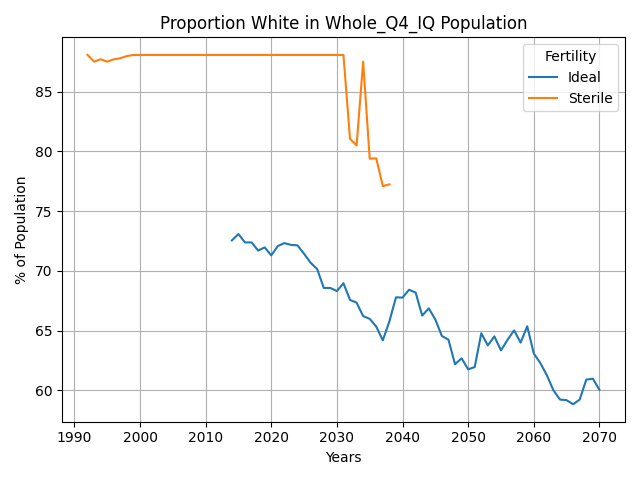 Proportion White in Whole_Q4_IQ Population
Fertility
Ideal
Sterile
% of Population
85
80
75
70
65
60
1990
2000
2010
2020
2030
2040
2050
2060
2070
Years